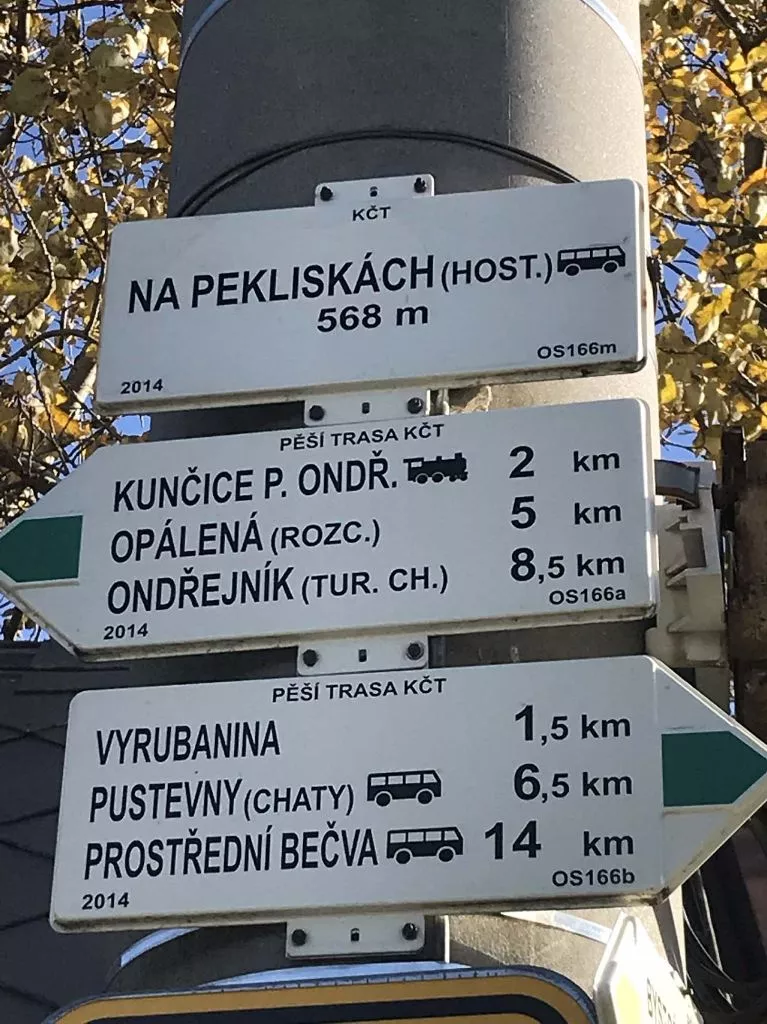 KČT
NA PEKLISKÁCH (HOST.)
568 m
2014 OS166m
PĚŠÍ TRASA KČT
KUNČICE P. ONDŘ. 2 km
OPÁLENÁ (ROZC.) 5 km
ONDŘEJNÍK (TUR. CH.) 8,5 km
2014 OS166a
PĚŠÍ TRASA KČT
VYRUBANINA 1,5 km
PUSTEVNY (CHATY) 6,5 km
PROSTŘEDNÍ BEČVA 14 km
2014 OS166b